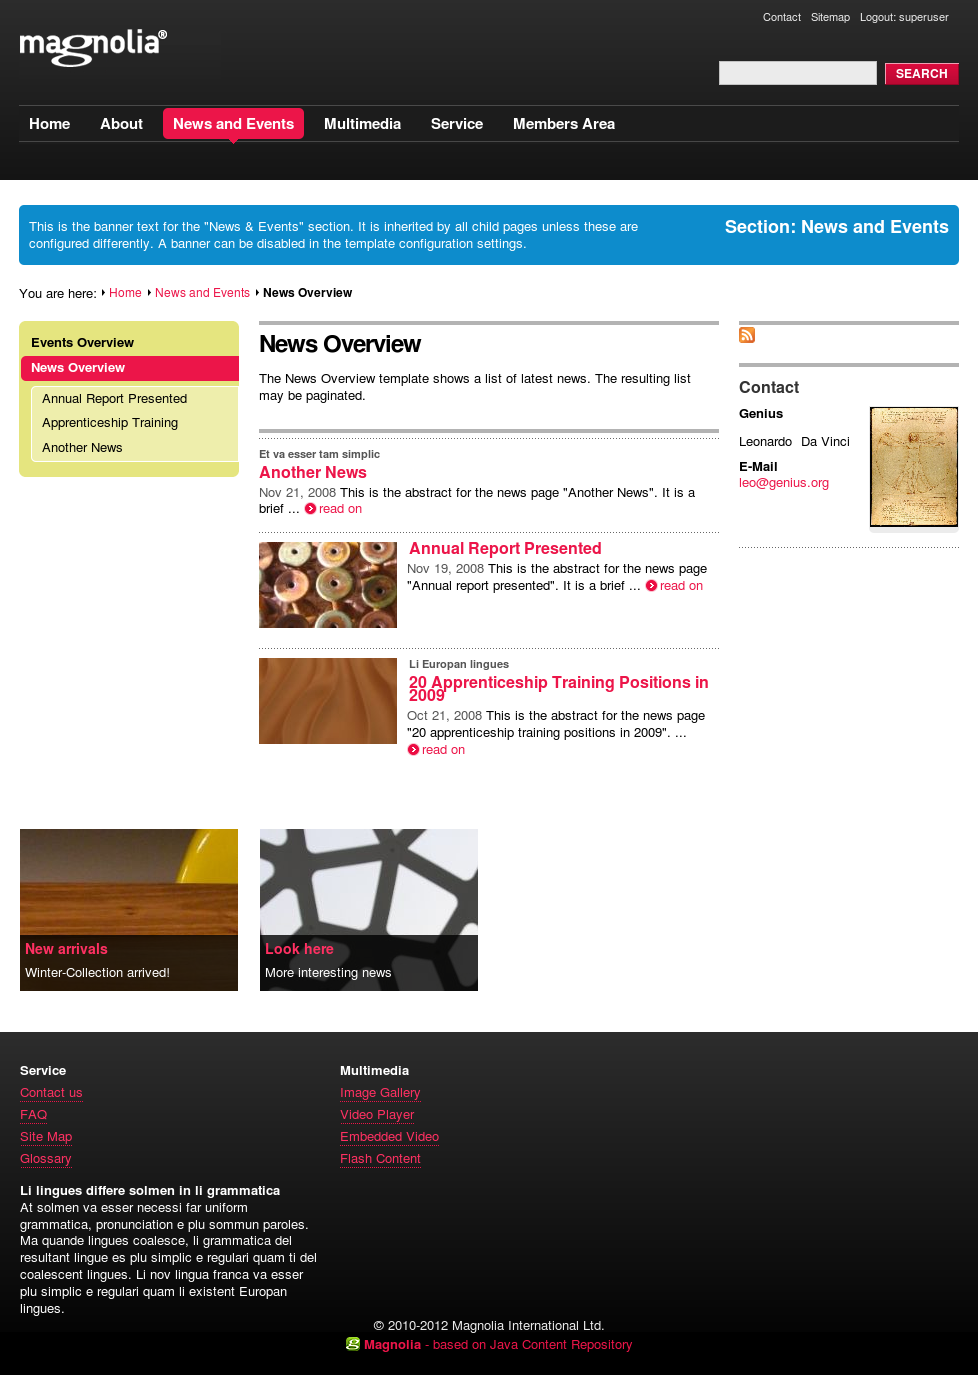 Contact Sitemap Logout: superuser
magnolia®
SEARCH
Home About News and Events Multimedia Service Members Area
This is the banner text for the "News & Events" section. It is inherited by all child pages unless these are
configured differently. A banner can be disabled in the template configuration settings.
Section: News and Events
You are here: Home News and Events News Overview
Events Overview
News Overview
Annual Report Presented
Apprenticeship Training
Another News
News Overview
The News Overview template shows a list of latest news. The resulting list
may be paginated.
Et va esser tam simplic
Another News
Nov 21, 2008 This is the abstract for the news page "Another News". It is a
brief ... read on
Annual Report Presented
Nov 19, 2008 This is the abstract for the news page
"Annual report presented". It is a brief ... read on
Li Europan lingues
20 Apprenticeship Training Positions in
2009
Oct 21, 2008 This is the abstract for the news page
"20 apprenticeship training positions in 2009". ...
read on
Contact
Genius
Leonardo Da Vinci
E-Mail
leo@genius.org
New arrivals
Winter-Collection arrived!
Look here
More interesting news
Service
Contact us
FAQ
Site Map
Glossary
Multimedia
Image Gallery
Video Player
Embedded Video
Flash Content
Li lingues differe solmen in li grammatica
At solmen va esser necessi far uniform
grammatica, pronunciation e plu sommun paroles.
Ma quande lingues coalesce, li grammatica del
resultant lingue es plu simplic e regulari quam ti del
coalescent lingues. Li nov lingua franca va esser
plu simplic e regulari quam li existent Europan
lingues.
© 2010-2012 Magnolia International Ltd.
Magnolia - based on Java Content Repository